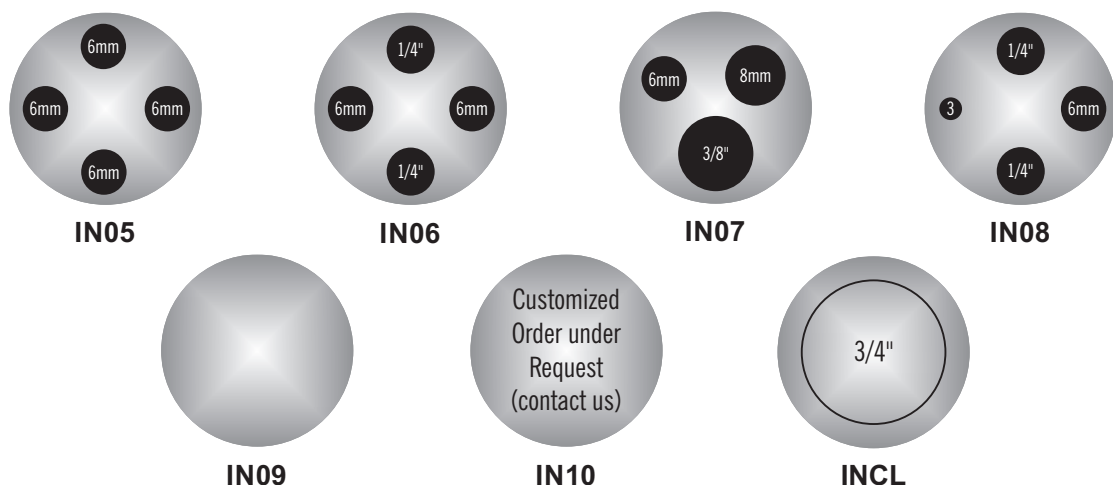 6mm
6mm
6mm
6mm
IN05
1/4"
6mm
6mm
1/4"
IN06
6mm
8mm
3/8"
IN07
1/4"
3
6mm
1/4"
IN08
IN09
Customized
Order under
Request
(contact us)
IN10
3/4"
INCL